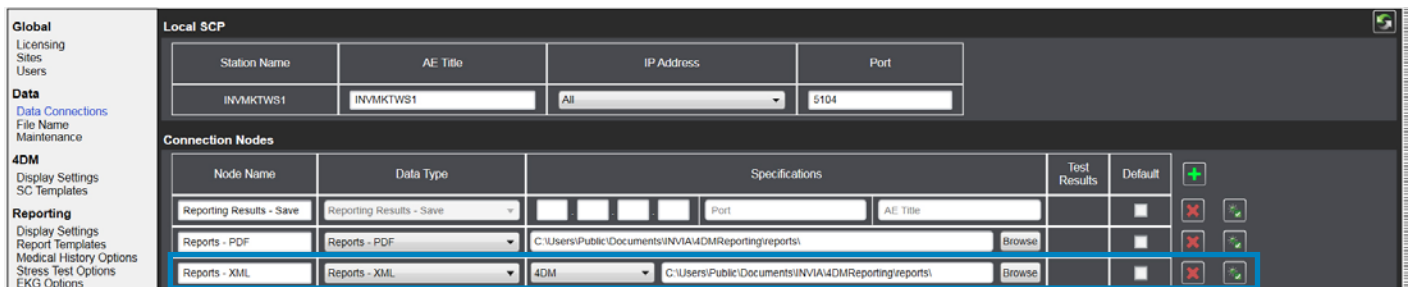 Global
Licensing
Sites
Users
Data
Data Connections
File Name
Maintenance
4DM
Display Settings
SC Templates
Reporting
Display Settings
Report Templates
Medical History Options
Stress Test Options
EKG Options
Local SCP
Station Name AE Title IP Address Port
INVMKTWS1 INVMKTWS1 All 5104
Connection Nodes
Node Name Data Type Specifications Test Results Default
Reporting Results - Save Reporting Results - Save . . . Port AE Title
Reports - PDF Reports - PDF C:\Users\Public\Documents\INVIA\4DMReporting\reports\ Browse
Reports - XML Reports - XML 4DM C:\Users\Public\Documents\INVIA\4DMReporting\reports\ Browse